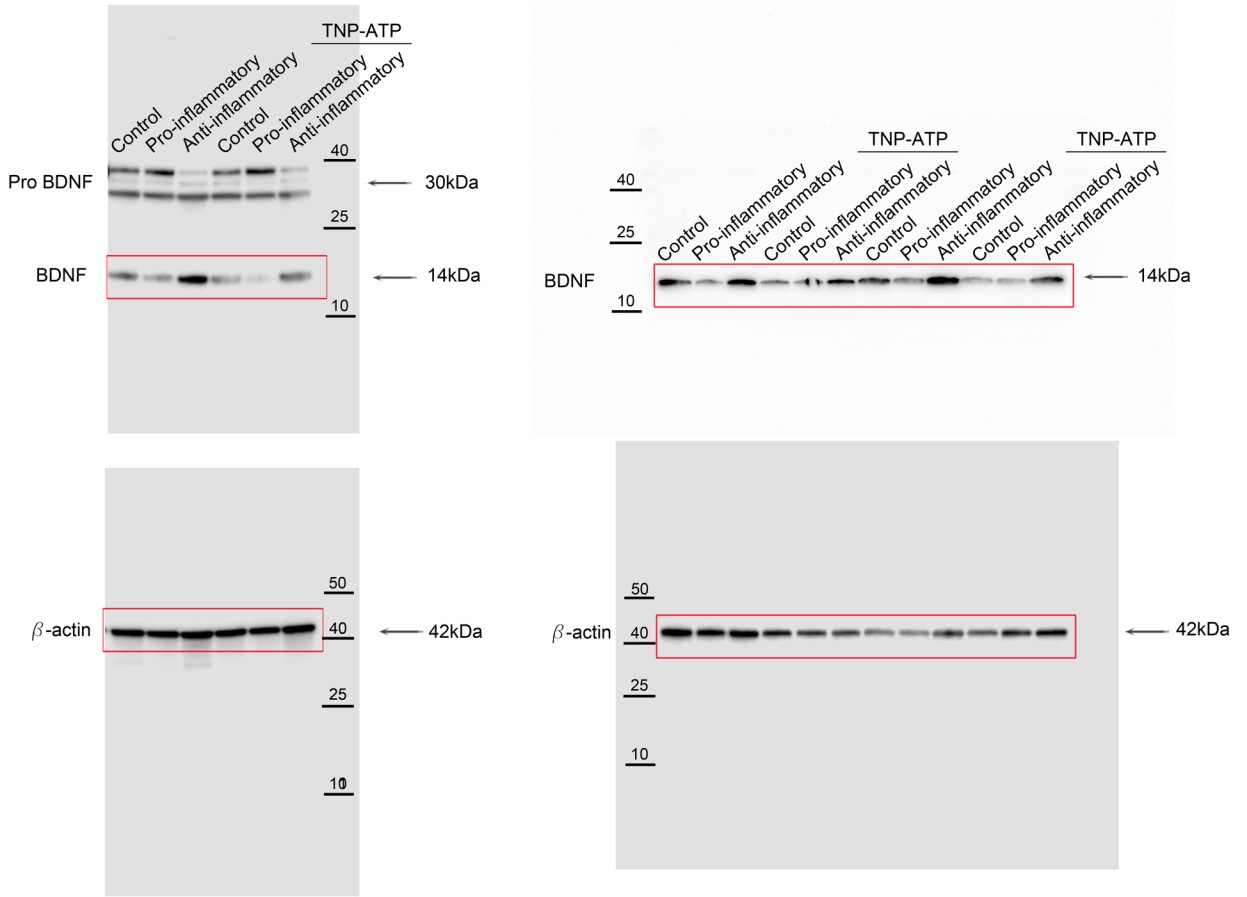 TNP-ATP
Control
Pro-inflammatory
Anti-inflammatory
Control
Pro-inflammatory
Anti-inflammatory
40
Pro BDNF
30kDa
25
BDNF
14kDa
10
TNP-ATP
TNP-ATP
40
25
Control
Pro-inflammatory
Anti-inflammatory
Control
Pro-inflammatory
Anti-inflammatory
Control
Pro-inflammatory
Anti-inflammatory
Control
Pro-inflammatory
Anti-inflammatory
BDNF
14kDa
10
50
β-actin
40
42kDa
25
10
50
β-actin
40
42kDa
25
10